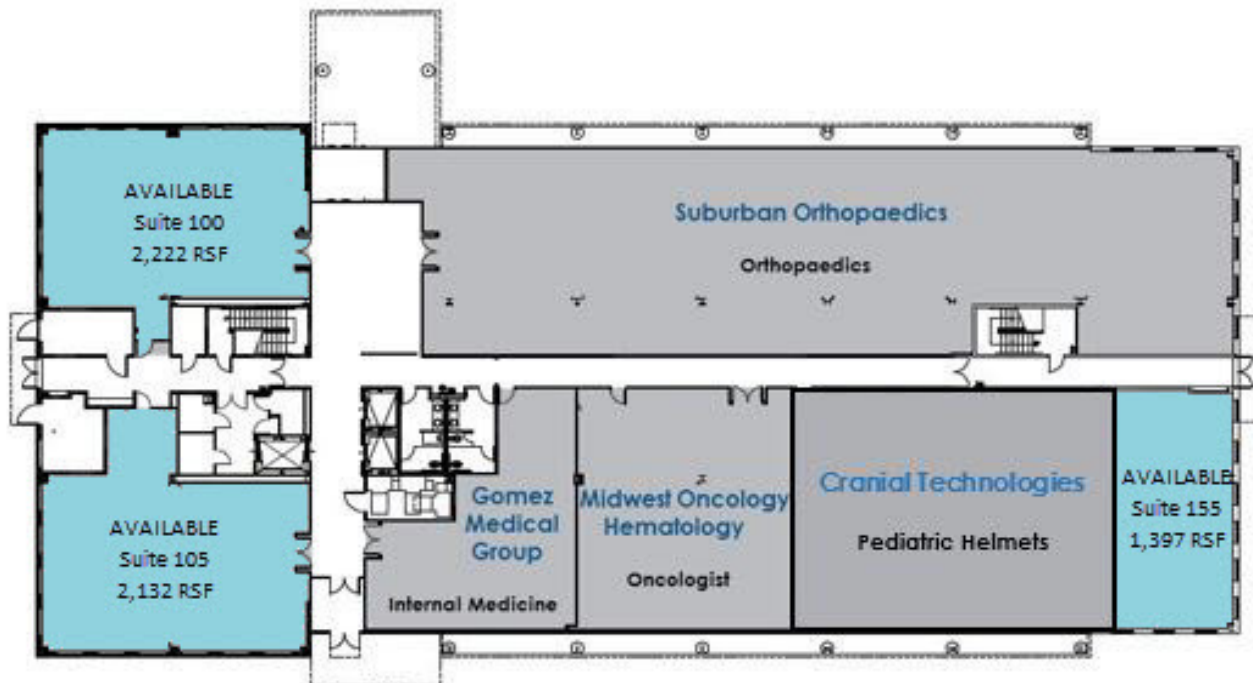 AVAILABLE
Suite 100
2,222 RSF
Suburban Orthopaedics
Orthopaedics
AVAILABLE
Suite 105
2,132 RSF
Gomez
Medical
Group
Internal Medicine
Midwest Oncology
Hematology
Oncologist
Cranial Technologies
Pediatric Helmets
AVAILABLE
Suite 155
1,397 RSF